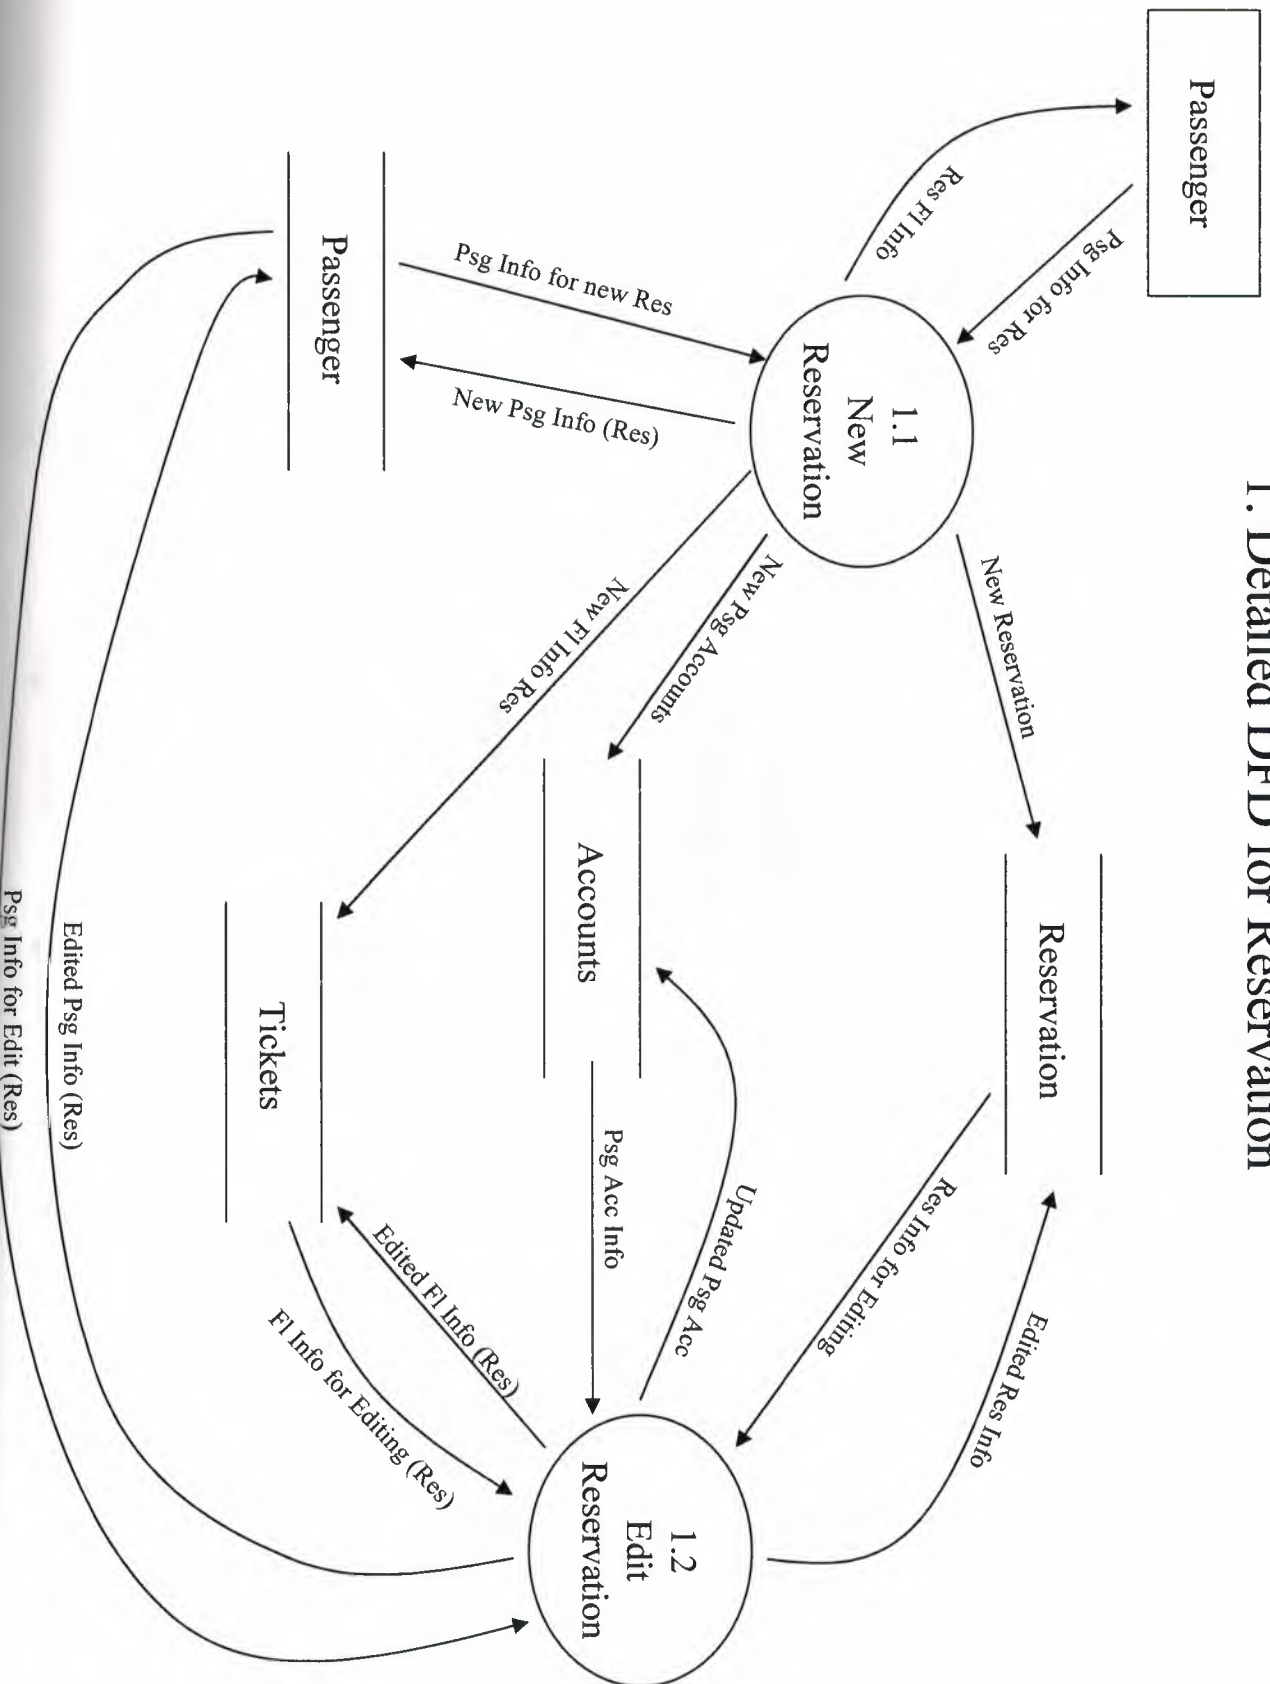 1. Detailed DFD for Reservation
Passenger
Res Fl Info
Psg Info for Res
1.1
New
Reservation
Psg Info for new Res
New Psg Info (Res)
Passenger
New Reservation
New Psg Accounts
New Fl Info Res
Reservation
Accounts
Tickets
Res Info for Editing
Edited Res Info
Updated Psg Acc
Psg Acc Info
Edited Fl Info (Res)
Fl Info for Editing (Res)
1.2
Edit
Reservation
Edited Psg Info (Res)
Psg Info for Edit (Res)